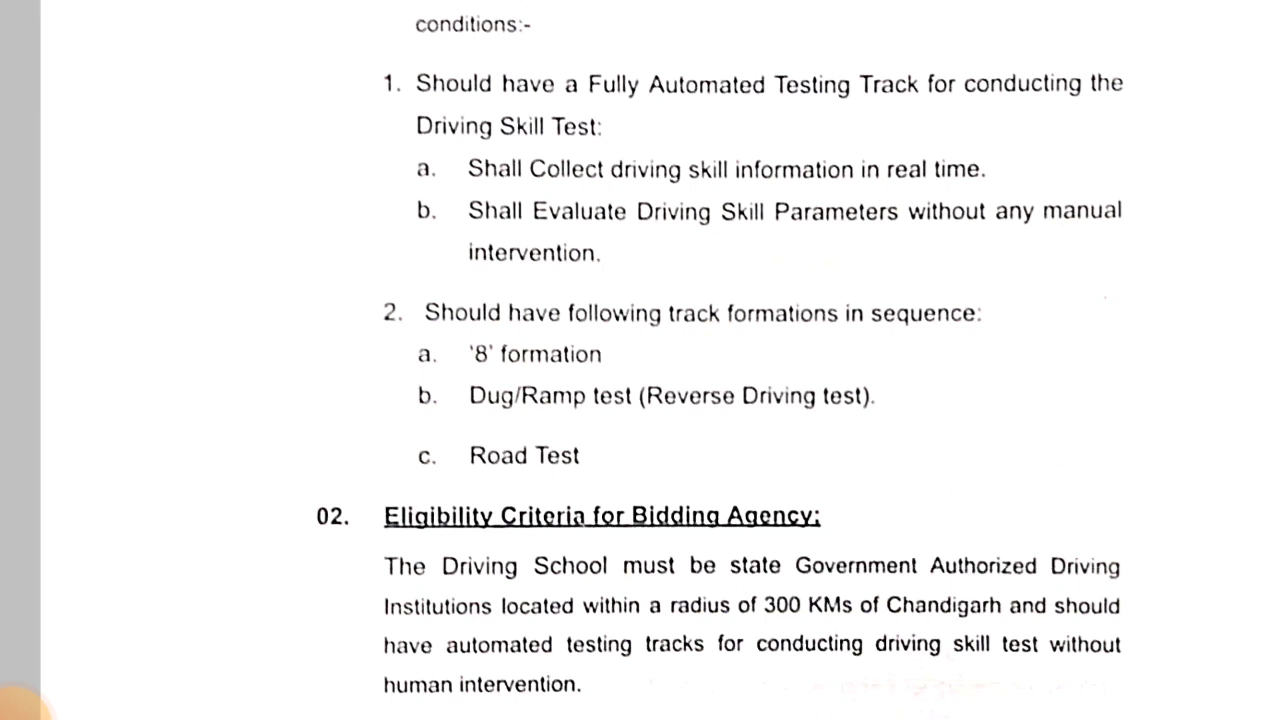 conditions:-
1. Should have a Fully Automated Testing Track for conducting the
Driving Skill Test:
a. Shall Collect driving skill information in real time.
b. Shall Evaluate Driving Skill Parameters without any manual
intervention.
2. Should have following track formations in sequence:
a. '8' formation
b. Dug/Ramp test (Reverse Driving test).
c. Road Test
02. Eligibility Criteria for Bidding Agency:
The Driving School must be state Government Authorized Driving
Institutions located within a radius of 300 KMs of Chandigarh and should
have automated testing tracks for conducting driving skill test without
human intervention.